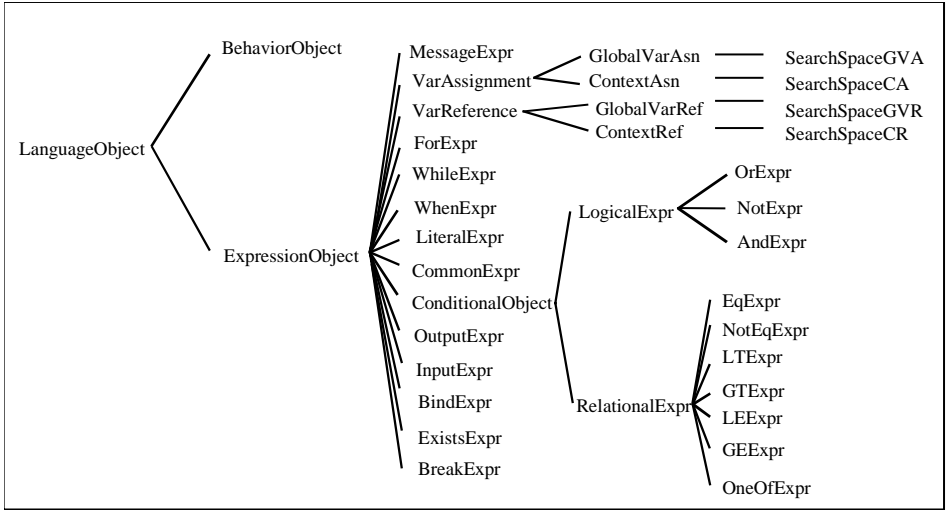 LanguageObject
BehaviorObject
ExpressionObject
MessageExpr
VarAssignment
VarReference
ForExpr
WhileExpr
WhenExpr
LiteralExpr
CommonExpr
ConditionalObject
OutputExpr
InputExpr
BindExpr
ExistsExpr
BreakExpr
GlobalVarAsn
ContextAsn
GlobalVarRef
ContextRef
SearchSpaceGVA
SearchSpaceCA
SearchSpaceGVR
SearchSpaceCR
LogicalExpr
OrExpr
NotExpr
AndExpr
RelationalExpr
EqExpr
NotEqExpr
LTExpr
GTExpr
LEExpr
GEExpr
OneOfExpr